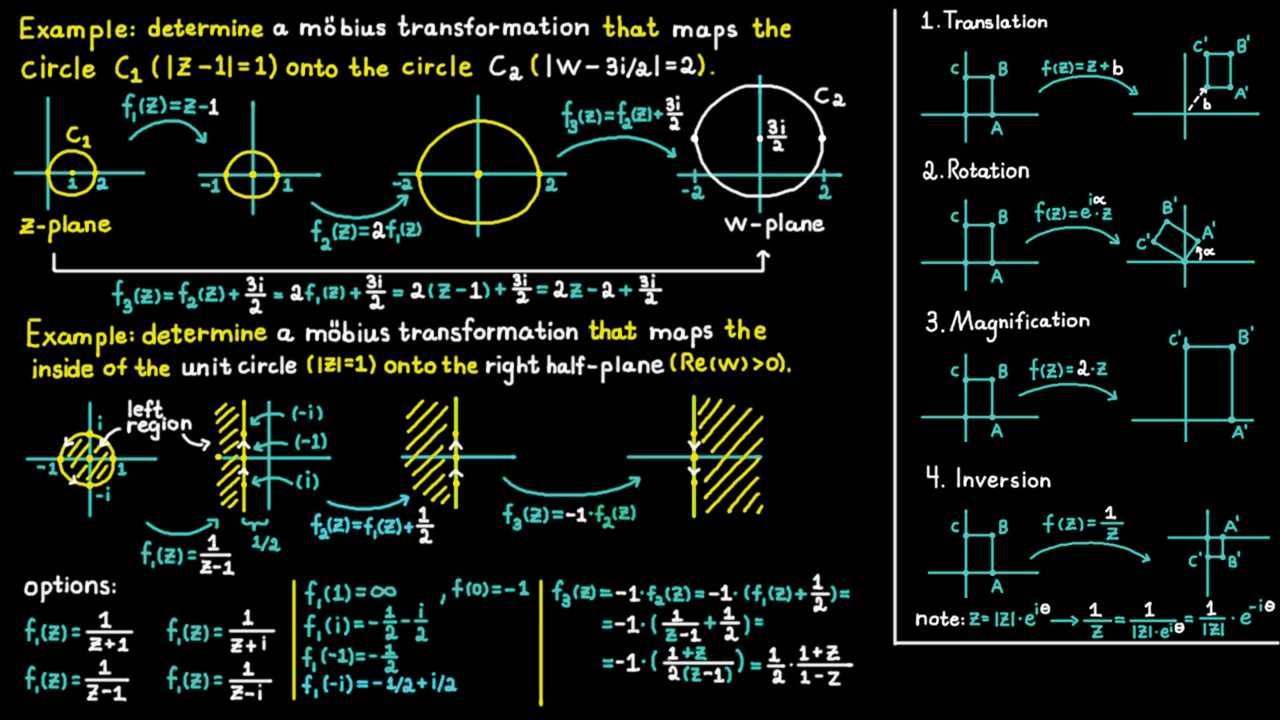 Example: determine a möbius transformation that maps the
circle C₁ (|z-1|=1) onto the circle C₂ (|w-3i/2|=2).
f₁(z)=z-1
C₁
1
2
z-plane
-1
1
f₂(z)=2f₁(z)
-2
2
f₃(z)=f₂(z)+3i/2
C₂
3i/2
-2
2
w-plane
f₃(z)=f₂(z)+3i/2=2f₁(z)+3i/2=2(z-1)+3i/2=2z-2+3i/2
Example: determine a möbius transformation that maps the
inside of the unit circle (|z|=1) onto the right half-plane (Re(w)>0).
i
-1
1
-i
left
region
(-i)
(-1)
(i)
1/2
f₁(z)=1/(z-1)
f₂(z)=f₁(z)+1/2
f₃(z)=-1·f₂(z)
options:
f₁(z)=1/(z+1)
f₁(z)=1/(z+i)
f₁(z)=1/(z-1)
f₁(z)=1/(z-i)
f₁(1)=∞ , f(0)=-1
f₁(i)=-1/2-i/2
f₁(-1)=-1/2
f₁(-i)=-1/2+i/2
f₃(z)=-1·f₂(z)=-1·(f₁(z)+1/2)=
=-1·(1/(z-1)+1/2)=
=-1·((1+z)/(2(z-1)))=1/2·(1+z)/(1-z)
1.Translation
C
B
A
f(z)=z+b
C'
B'
A'
b
2.Rotation
C
B
A
f(z)=e^(iα)·z
B'
C'
A'
α
3.Magnification
C
B
A
f(z)=2·z
C'
B'
A'
4. Inversion
C
B
A
f(z)=1/z
A'
C'
B'
note: z=|z|·e^(iθ)→1/z=1/(|z|·e^(iθ))=1/|z|·e^(-iθ)